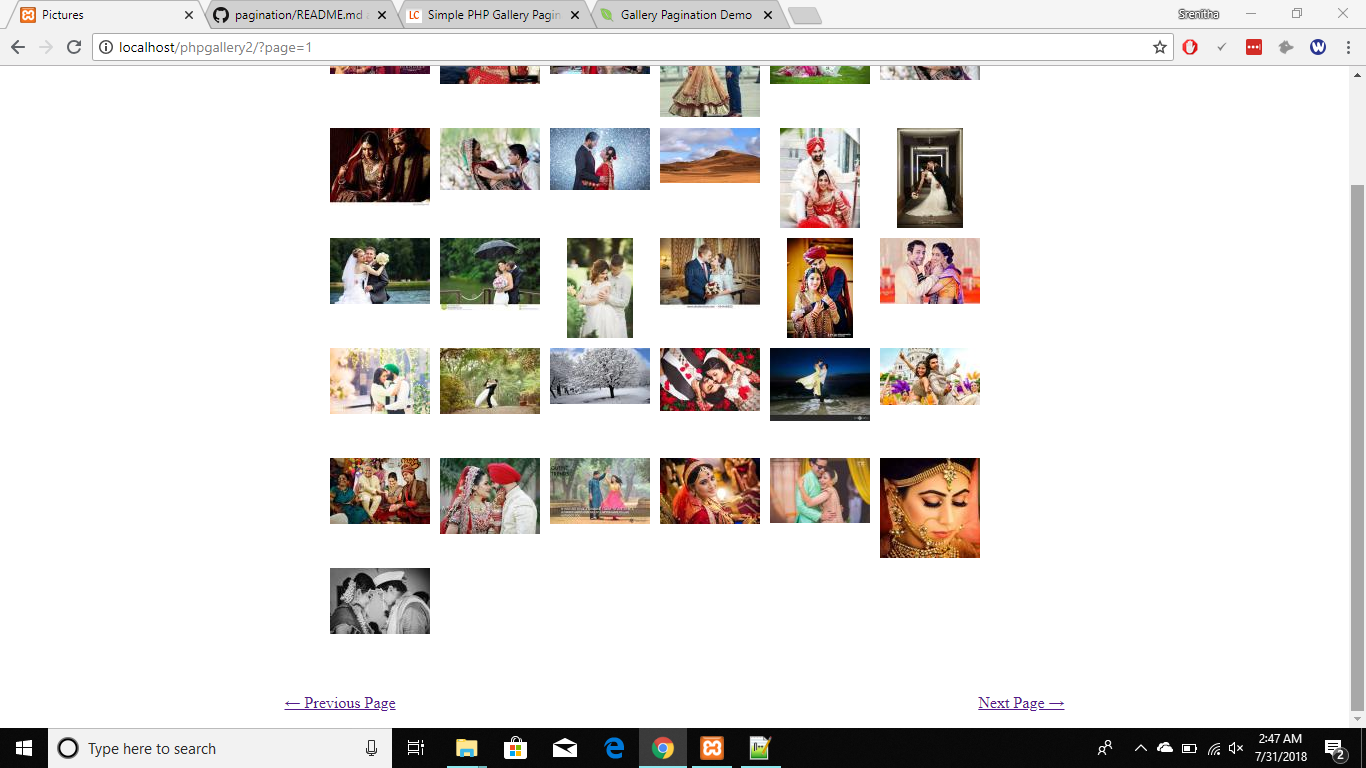 Pictures
pagination/README.md
Simple PHP Gallery Pagin
Gallery Pagination Demo
Srenitha
localhost/phpgallery2/?page=1
LC
← Previous Page
Next Page →
Type here to search
2:47 AM
7/31/2018
2